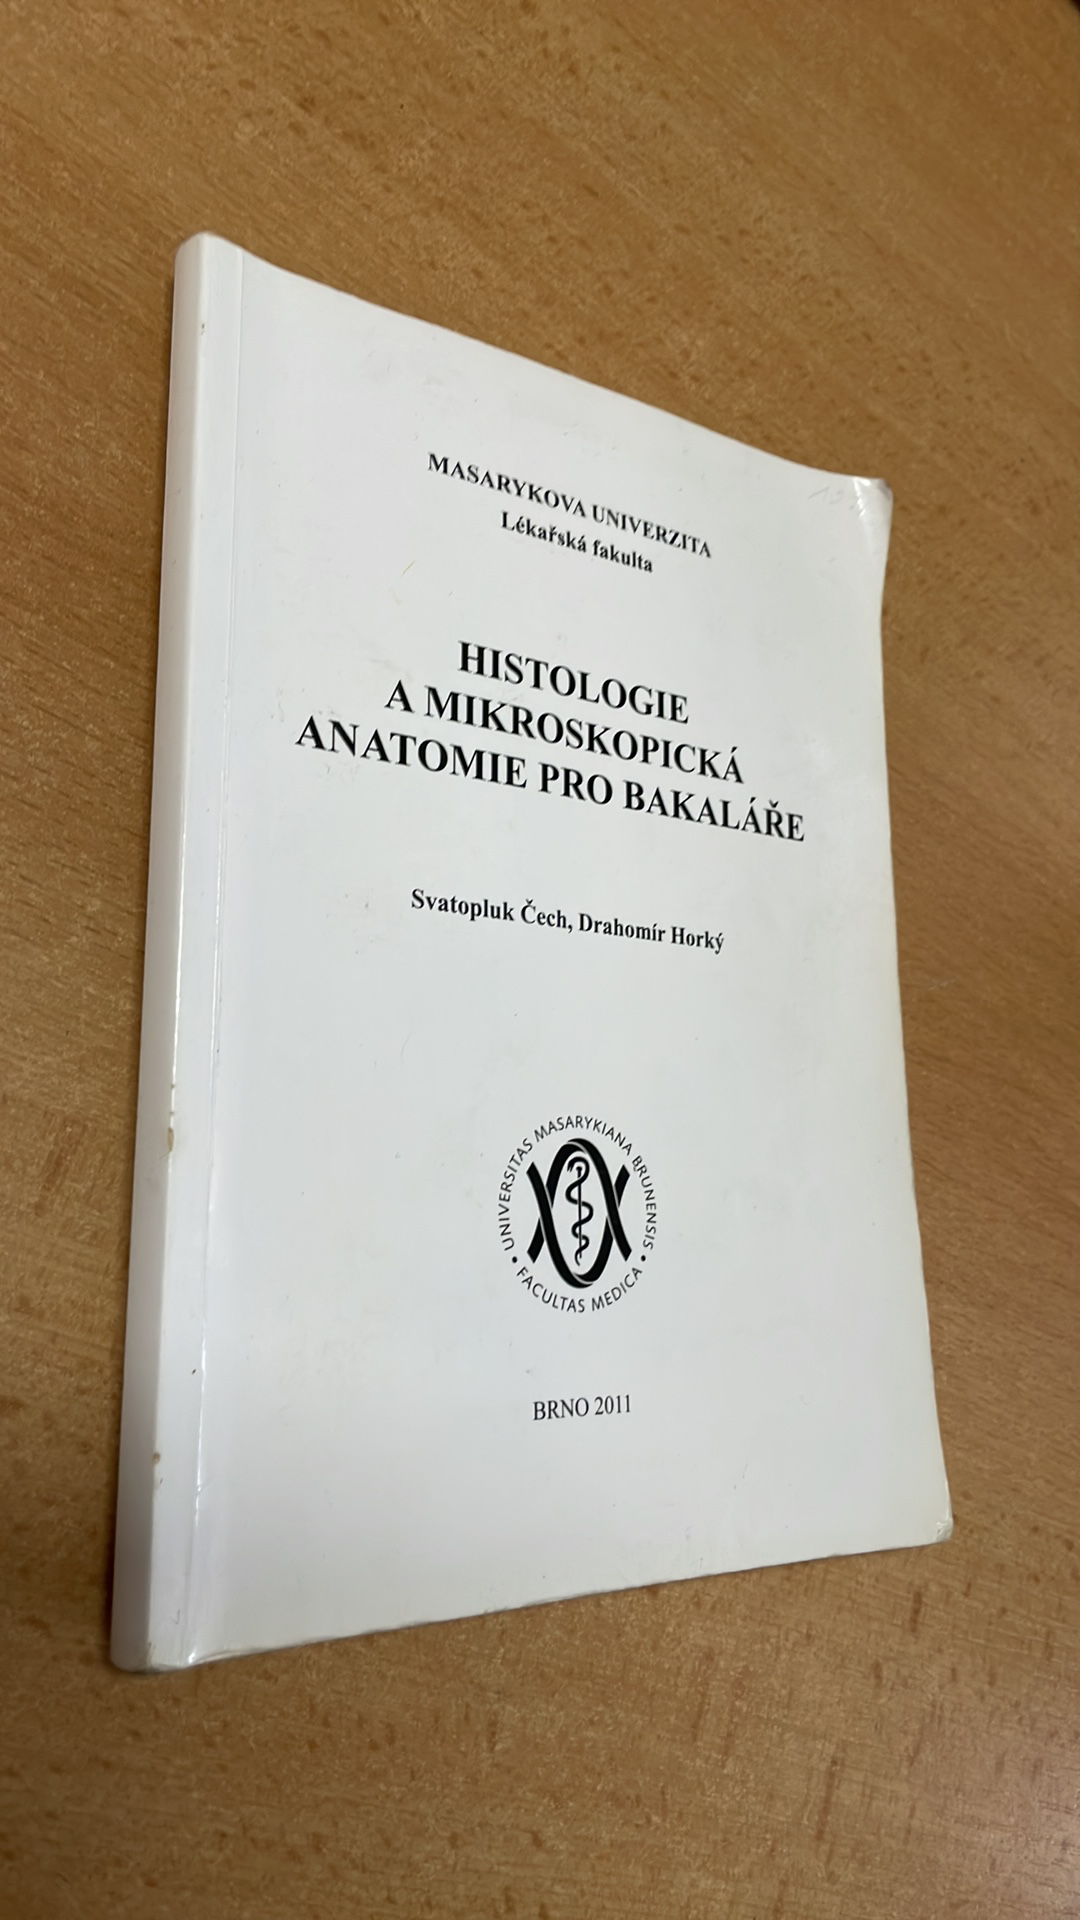 MASARYKOVA UNIVERZITA
Lékařská fakulta
HISTOLOGIE
A MIKROSKOPICKÁ
ANATOMIE PRO BAKALÁŘE
Svatopluk Čech, Drahomír Horký
UNIVERSITAS MASARYKIANA BRUNENSIS
• FACULTAS MEDICA •
BRNO 2011